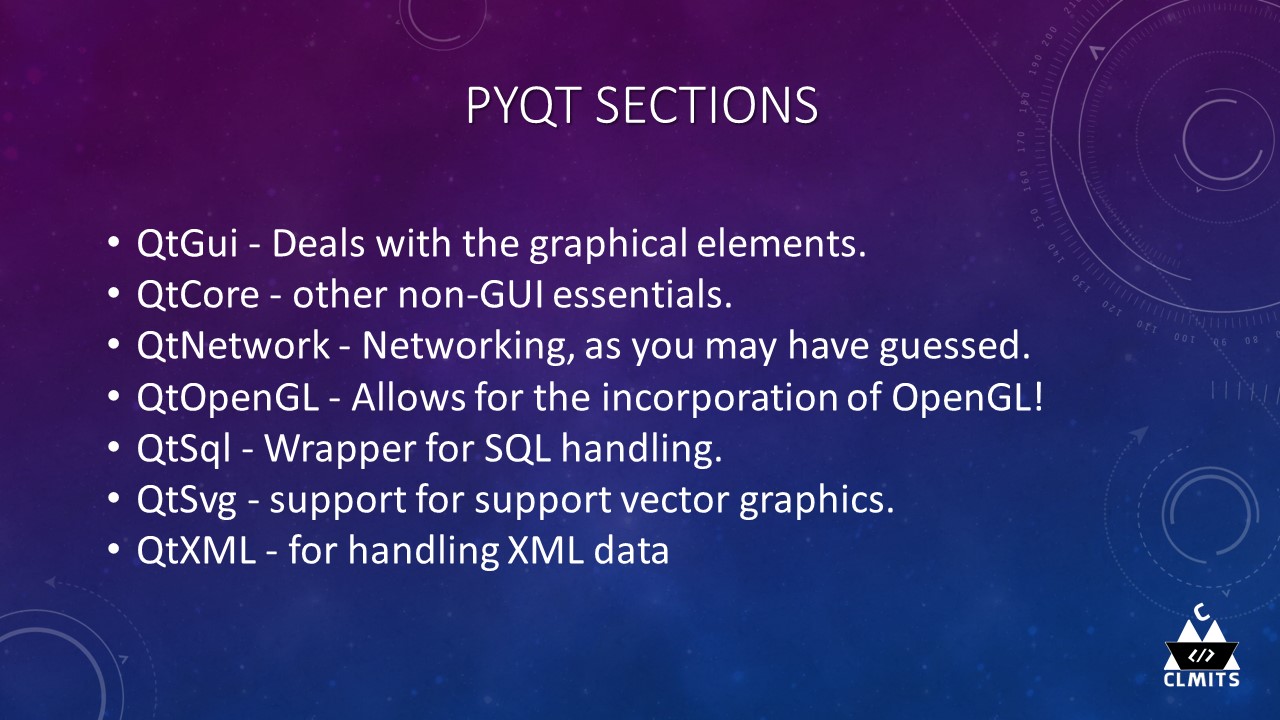 PYQT SECTIONS
• QtGui - Deals with the graphical elements.
• QtCore - other non-GUI essentials.
• QtNetwork - Networking, as you may have guessed.
• QtOpenGL - Allows for the incorporation of OpenGL!
• QtSql - Wrapper for SQL handling.
• QtSvg - support for support vector graphics.
• QtXML - for handling XML data
C
</>
CLMITS